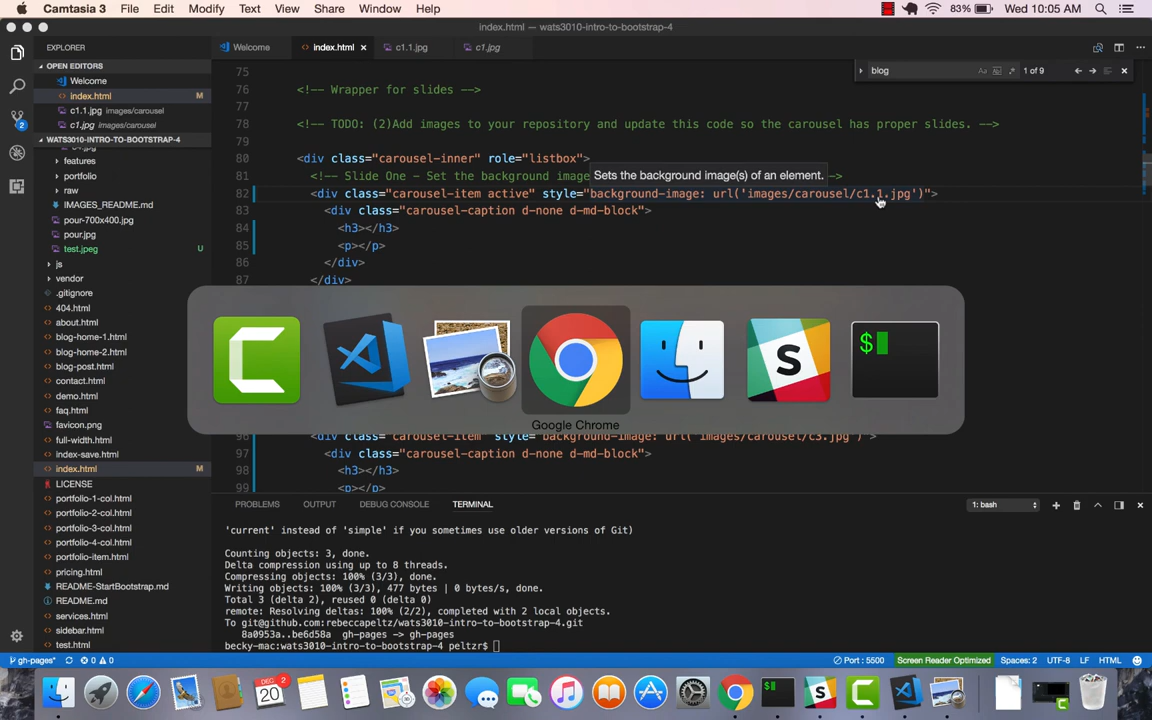 Camtasia 3 File Edit Modify Text View Share Window Help
83% Wed 10:05 AM
index.html — wats3010-intro-to-bootstrap-4
EXPLORER
Welcome index.html × c1.1.jpg c1.jpg
OPEN EDITORS
Welcome
index.html M
c1.1.jpg images/carousel
c1.jpg images/carousel
WATS3010-INTRO-TO-BOOTSTRAP-4
features
portfolio
raw
IMAGES_README.md
pour-700x400.jpg
pour.jpg
test.jpeg U
js
vendor
.gitignore
404.html
about.html
blog-home-1.html
blog-home-2.html
blog-post.html
contact.html
demo.html
faq.html
favicon.png
full-width.html
index-save.html
index.html M
LICENSE
portfolio-1-col.html
portfolio-2-col.html
portfolio-3-col.html
portfolio-4-col.html
portfolio-item.html
pricing.html
README-StartBootstrap.md
README.md
services.html
sidebar.html
test.html
blog Aa 1 of 9
75
76 <!-- Wrapper for slides -->
77
78 <!-- TODO: (2)Add images to your repository and update this code so the carousel has proper slides. -->
79
80 <div class="carousel-inner" role="listbox">
Sets the background image(s) of an element.
81 <!-- Slide One - Set the background image -->
82 <div class="carousel-item active" style="background-image: url('images/carousel/c1.1.jpg')">
83 <div class="carousel-caption d-none d-md-block">
84 <h3></h3>
85 <p></p>
86 </div>
87 </div>
$
S
Google Chrome
96 <div class="carousel-item" style="background-image: url('images/carousel/c3.jpg')">
97 <div class="carousel-caption d-none d-md-block">
98 <h3></h3>
99 <p></p>
PROBLEMS OUTPUT DEBUG CONSOLE TERMINAL 1: bash
'current' instead of 'simple' if you sometimes use older versions of Git)
Counting objects: 3, done.
Delta compression using up to 8 threads.
Compressing objects: 100% (3/3), done.
Writing objects: 100% (3/3), 477 bytes | 0 bytes/s, done.
Total 3 (delta 2), reused 0 (delta 0)
remote: Resolving deltas: 100% (2/2), completed with 2 local objects.
To git@github.com:rebeccapeltz/wats3010-intro-to-bootstrap-4.git
8a0953a..be6d58a gh-pages -> gh-pages
becky-mac:wats3010-intro-to-bootstrap-4 peltzr$
gh-pages* 0 0 Port : 5500 Screen Reader Optimized Spaces: 2 UTF-8 LF HTML
DEC 20 2